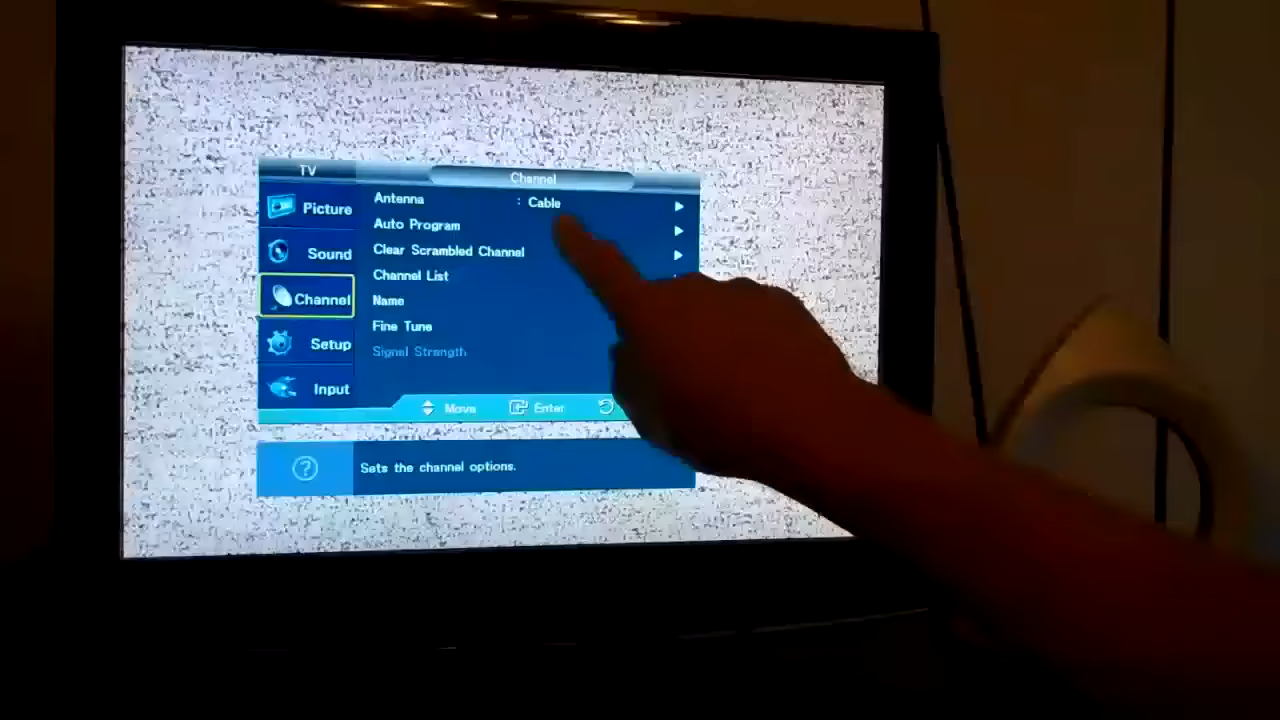 TV
Channel
Picture
Sound
Channel
Setup
Input
Antenna : Cable
Auto Program
Clear Scrambled Channel
Channel List
Name
Fine Tune
Signal Strength
Move Enter
Sets the channel options.